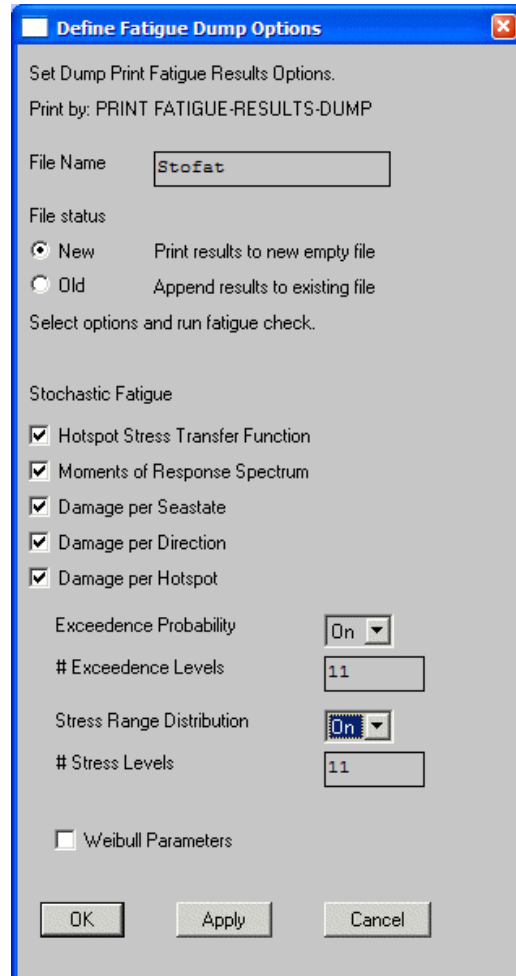 Define Fatigue Dump Options
Set Dump Print Fatigue Results Options.
Print by: PRINT FATIGUE-RESULTS-DUMP
File Name Stofat
File status
New Print results to new empty file
Old Append results to existing file
Select options and run fatigue check.
Stochastic Fatigue
Hotspot Stress Transfer Function
Moments of Response Spectrum
Damage per Seastate
Damage per Direction
Damage per Hotspot
Exceedence Probability On
# Exceedence Levels 11
Stress Range Distribution On
# Stress Levels 11
Weibull Parameters
OK Apply Cancel